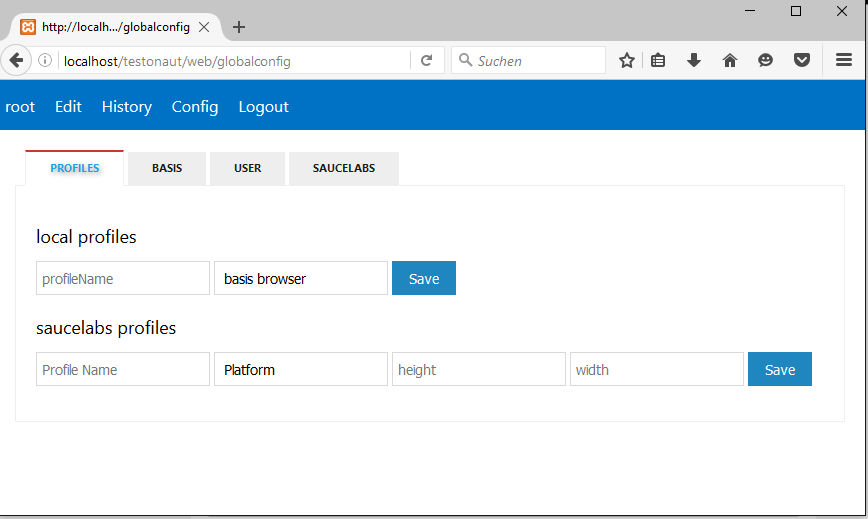 http://localh.../globalconfig
localhost/testonaut/web/globalconfig
Suchen
root Edit History Config Logout
PROFILES BASIS USER SAUCELABS
local profiles
profileName basis browser Save
saucelabs profiles
Profile Name Platform height width Save